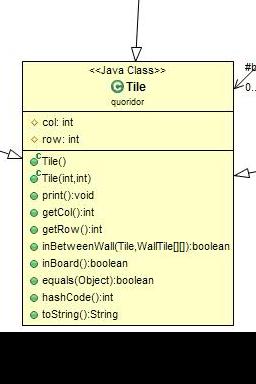 <<Java Class>>
Tile
quoridor
#b
0..
col: int
row: int
Tile()
Tile(int,int)
print():void
getCol():int
getRow():int
inBetweenWall(Tile,WallTile[][]):boolean
inBoard():boolean
equals(Object):boolean
hashCode():int
toString():String